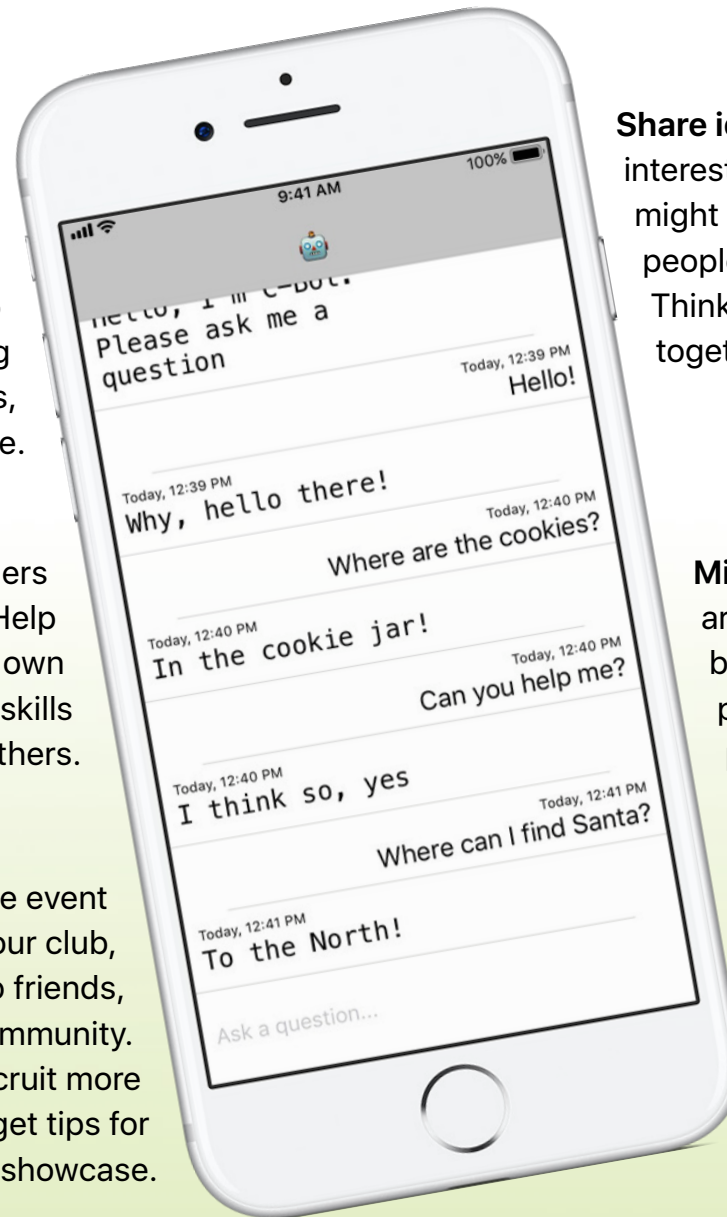 g
s,
e.
ers
Help
own
skills
thers.
e event
our club,
o friends,
ommunity.
cruit more
get tips for
showcase.
100%
9:41 AM
Hello, I'm C-Bot.
Please ask me a
question
Today, 12:39 PM
Hello!
Today, 12:39 PM
Why, hello there!
Today, 12:40 PM
Where are the cookies?
Today, 12:40 PM
In the cookie jar!
Today, 12:40 PM
Can you help me?
Today, 12:40 PM
I think so, yes
Today, 12:41 PM
Where can I find Santa?
Today, 12:41 PM
To the North!
Ask a question...
Share i
interest
might
people
Think
toget
Mi
ar
b
p